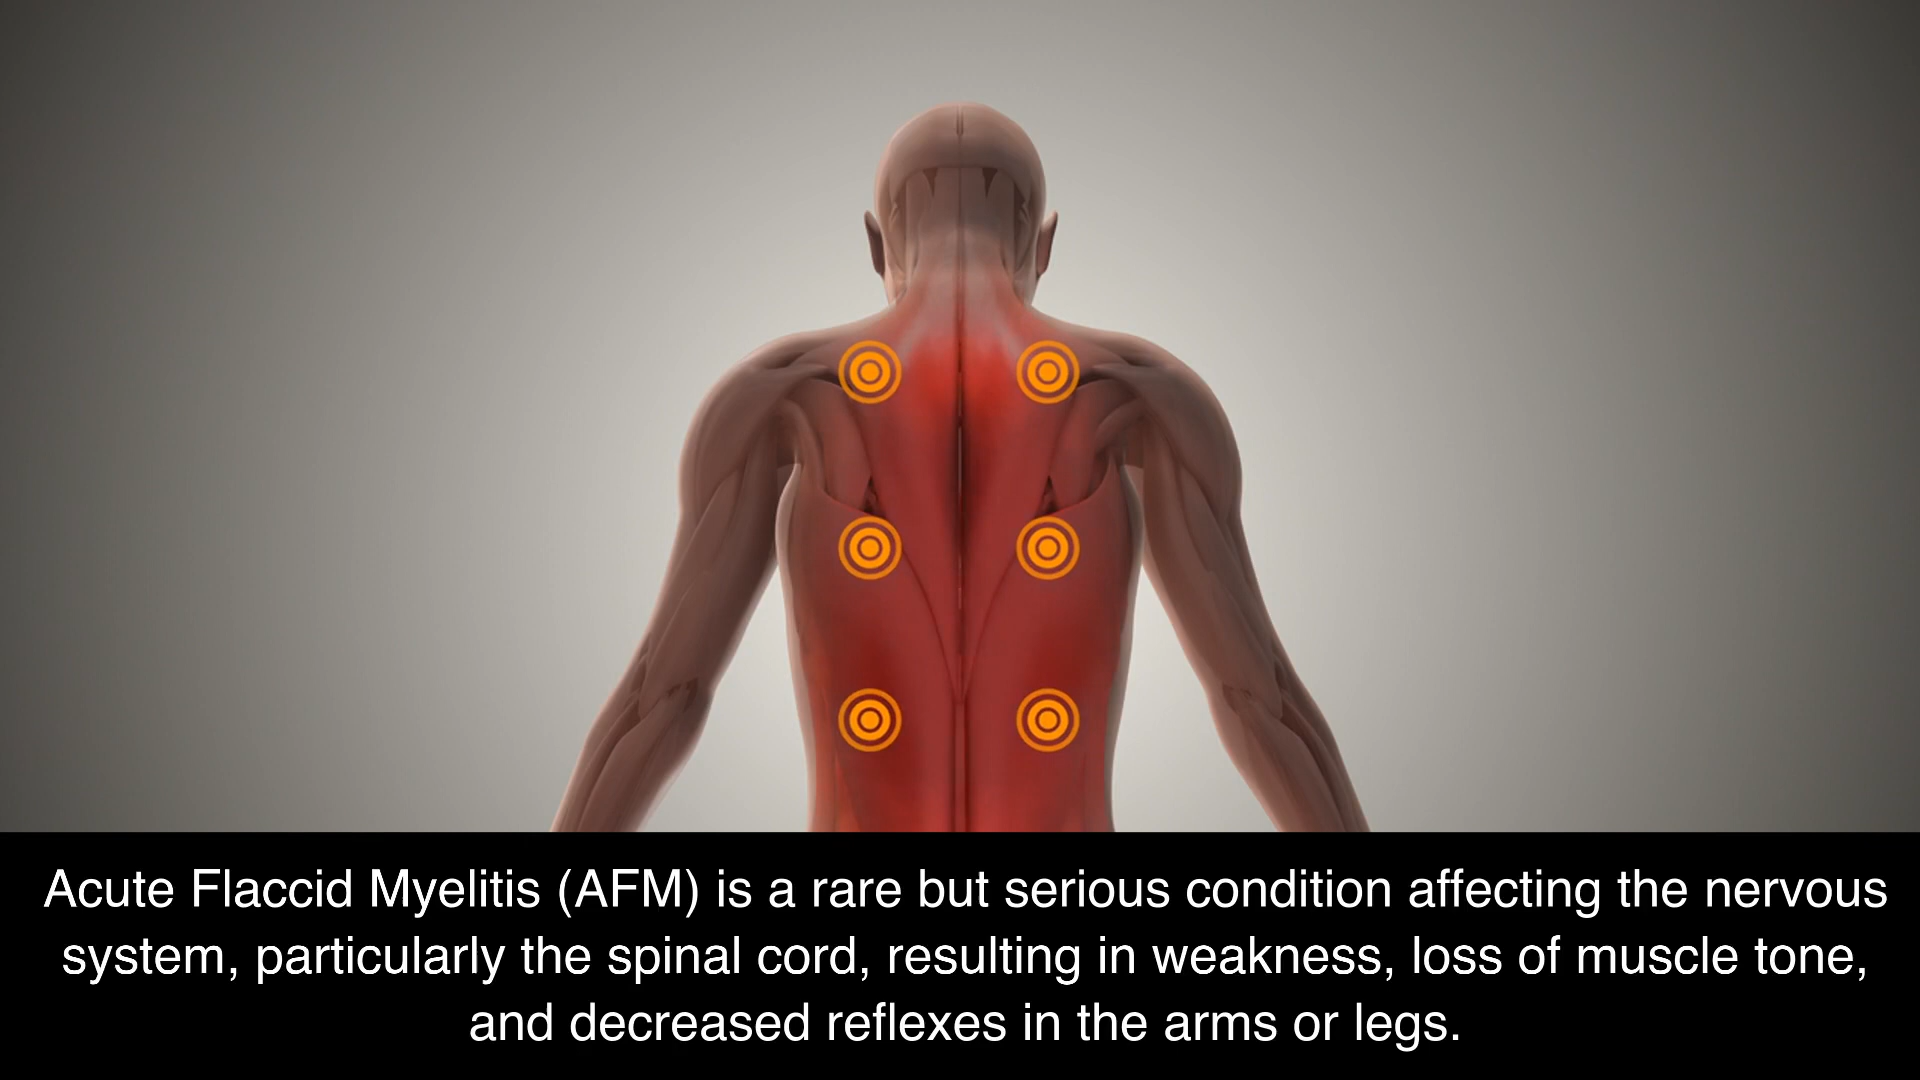 Acute Flaccid Myelitis (AFM) is a rare but serious condition affecting the nervous
system, particularly the spinal cord, resulting in weakness, loss of muscle tone,
and decreased reflexes in the arms or legs.